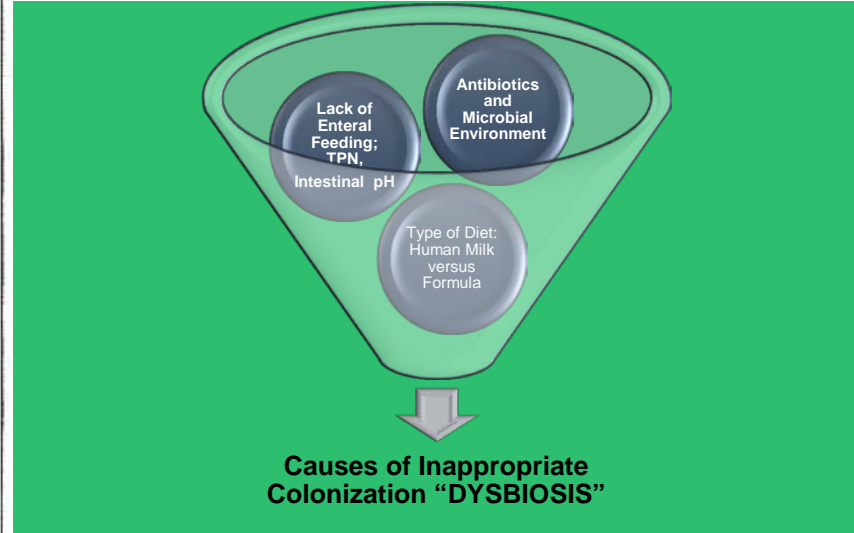 Lack of
Enteral
Feeding;
TPN,
Intestinal pH
Antibiotics
and
Microbial
Environment
Type of Diet:
Human Milk
versus
Formula
Causes of Inappropriate
Colonization “DYSBIOSIS”